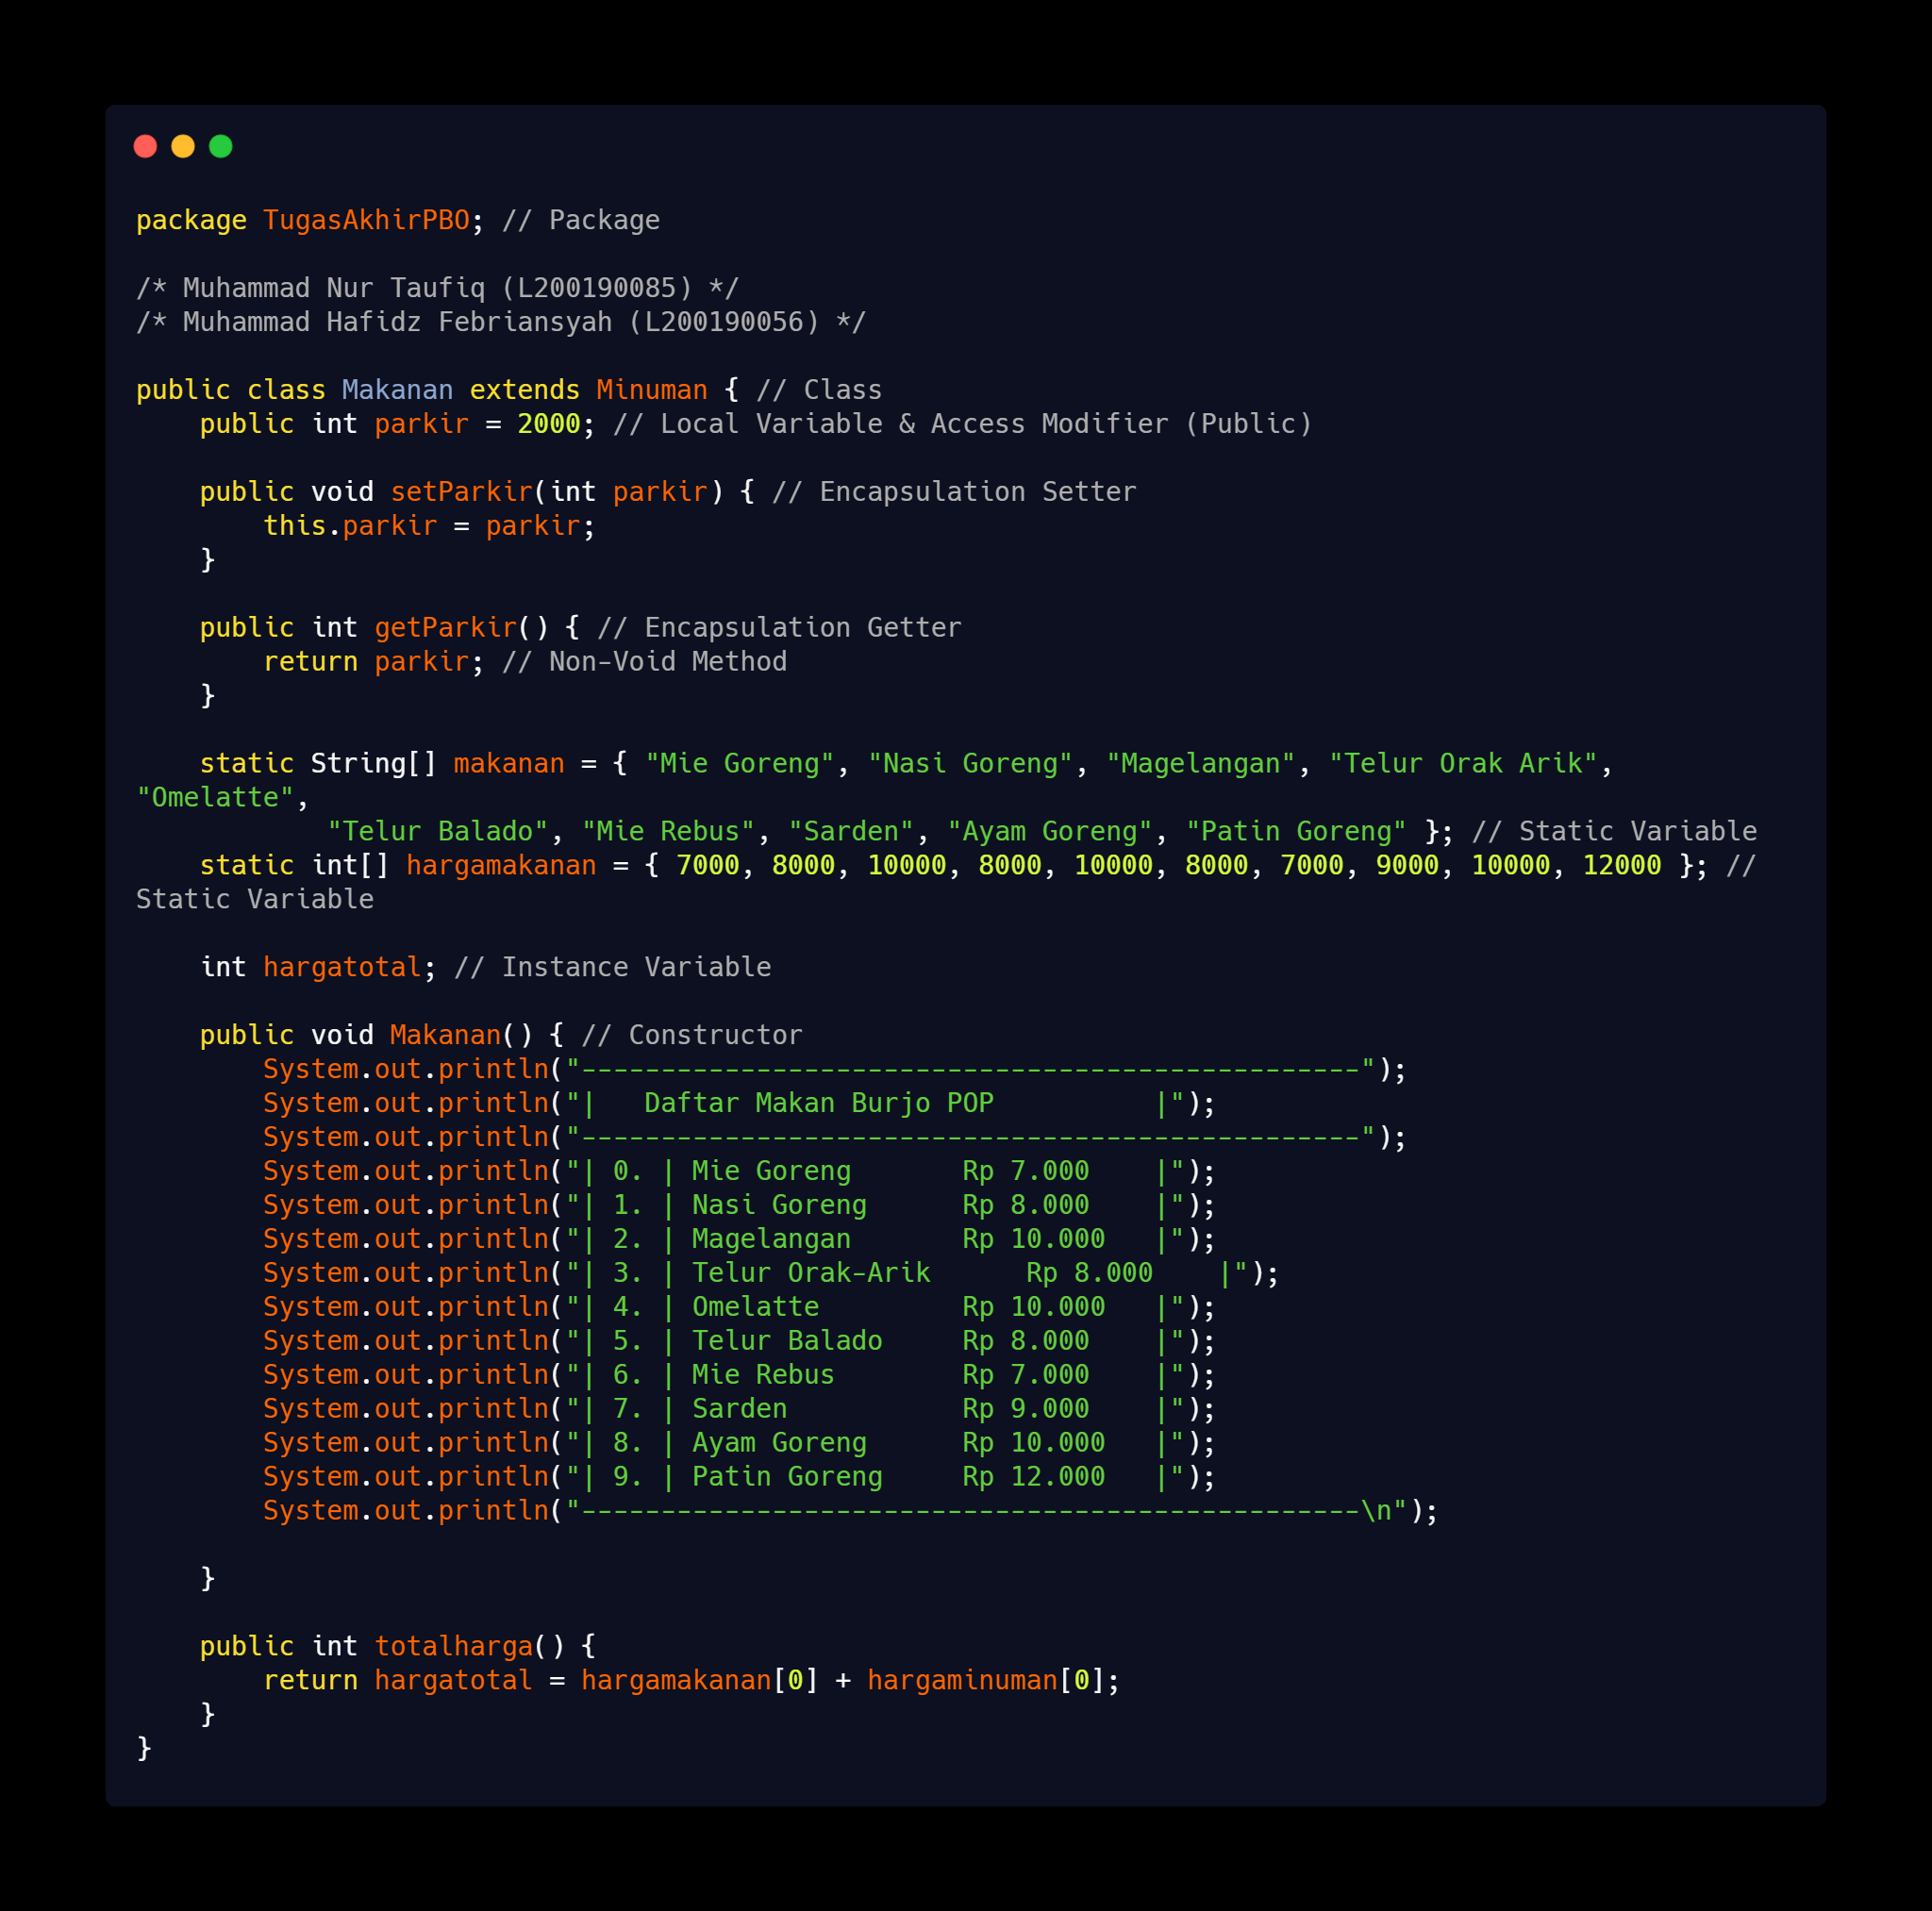 package TugasAkhirPBO; // Package

/* Muhammad Nur Taufiq (L200190085) */
/* Muhammad Hafidz Febriansyah (L200190056) */

public class Makanan extends Minuman { // Class
    public int parkir = 2000; // Local Variable & Access Modifier (Public)

    public void setParkir(int parkir) { // Encapsulation Setter
        this.parkir = parkir;
    }

    public int getParkir() { // Encapsulation Getter
        return parkir; // Non-Void Method
    }

    static String[] makanan = { "Mie Goreng", "Nasi Goreng", "Magelangan", "Telur Orak Arik",
"Omelatte",
            "Telur Balado", "Mie Rebus", "Sarden", "Ayam Goreng", "Patin Goreng" }; // Static Variable
    static int[] hargamakanan = { 7000, 8000, 10000, 8000, 10000, 8000, 7000, 9000, 10000, 12000 }; //
Static Variable

    int hargatotal; // Instance Variable

    public void Makanan() { // Constructor
        System.out.println("-------------------------------------------------");
        System.out.println("|   Daftar Makan Burjo POP          |");
        System.out.println("-------------------------------------------------");
        System.out.println("| 0. | Mie Goreng       Rp 7.000    |");
        System.out.println("| 1. | Nasi Goreng      Rp 8.000    |");
        System.out.println("| 2. | Magelangan       Rp 10.000   |");
        System.out.println("| 3. | Telur Orak-Arik      Rp 8.000    |");
        System.out.println("| 4. | Omelatte         Rp 10.000   |");
        System.out.println("| 5. | Telur Balado     Rp 8.000    |");
        System.out.println("| 6. | Mie Rebus        Rp 7.000    |");
        System.out.println("| 7. | Sarden           Rp 9.000    |");
        System.out.println("| 8. | Ayam Goreng      Rp 10.000   |");
        System.out.println("| 9. | Patin Goreng     Rp 12.000   |");
        System.out.println("-------------------------------------------------\n");

    }

    public int totalharga() {
        return hargatotal = hargamakanan[0] + hargaminuman[0];
    }
}